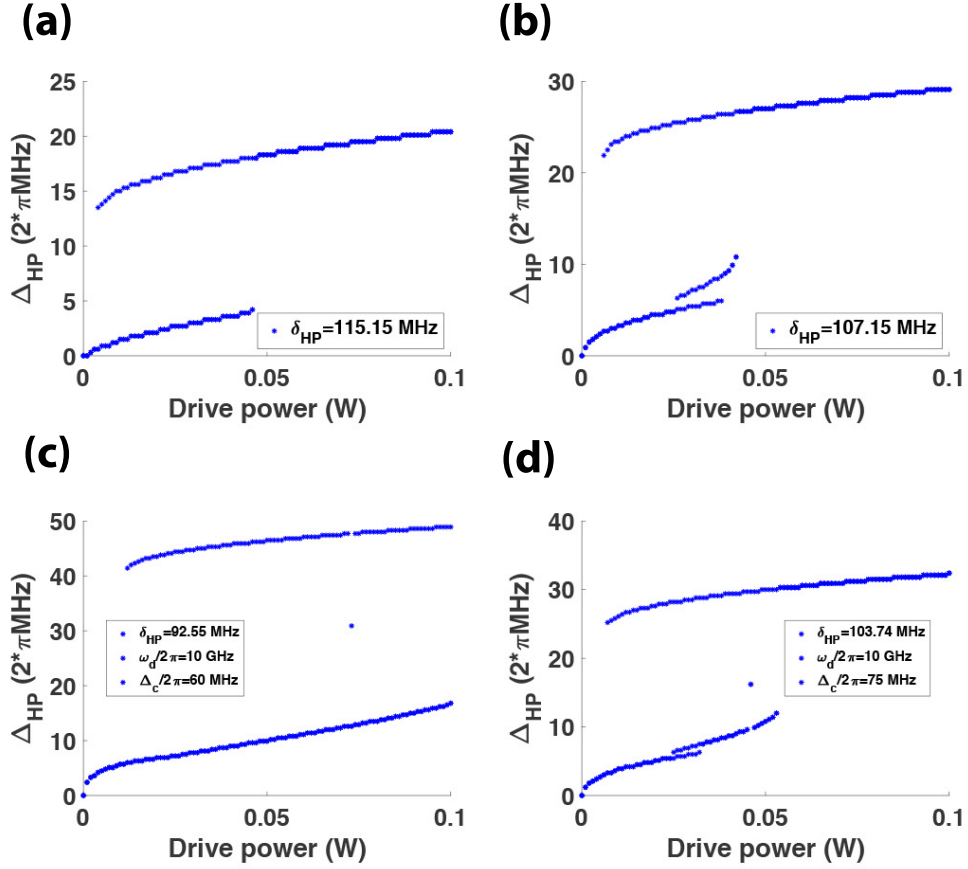 (a)
25
20
15
10
5
0
Δ_HP (2*πMHz)
δ_HP=115.15 MHz
0 0.05 0.1
Drive power (W)
(b)
30
20
10
0
Δ_HP (2*πMHz)
δ_HP=107.15 MHz
0 0.05 0.1
Drive power (W)
(c)
50
40
30
20
10
0
Δ_HP (2*πMHz)
δ_HP=92.55 MHz
ω_d/2π=10 GHz
Δ_c/2π=60 MHz
0 0.05 0.1
Drive power (W)
(d)
40
30
20
10
0
Δ_HP (2*πMHz)
δ_HP=103.74 MHz
ω_d/2π=10 GHz
Δ_c/2π=75 MHz
0 0.05 0.1
Drive power (W)